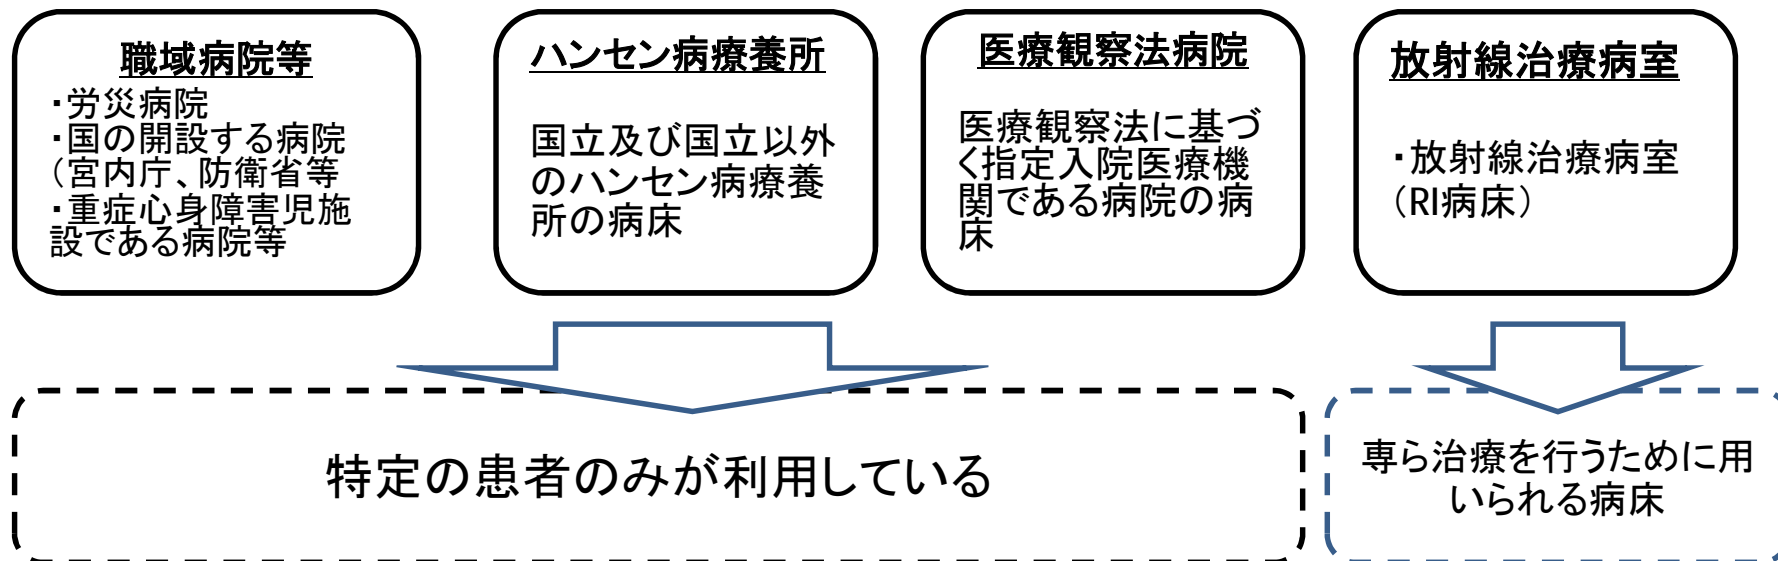 職域病院等
・労災病院
・国の開設する病院
（宮内庁、防衛省等
・重症心身障害児施
設である病院等
ハンセン病療養所
国立及び国立以外
のハンセン病療養
所の病床
医療観察法病院
医療観察法に基づ
く指定入院医療機
関である病院の病
床
放射線治療病室
・放射線治療病室
（RI病床）
特定の患者のみが利用している
専ら治療を行うために用
いられる病床